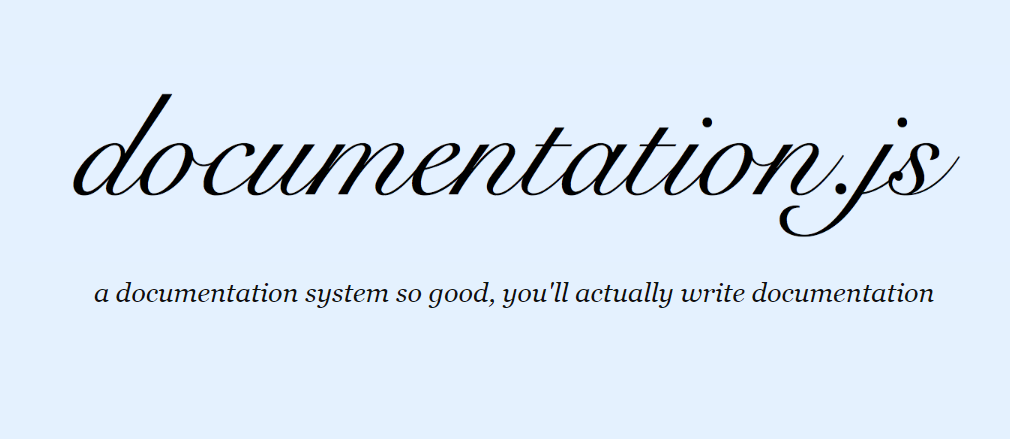 documentation.js
a documentation system so good, you'll actually write documentation